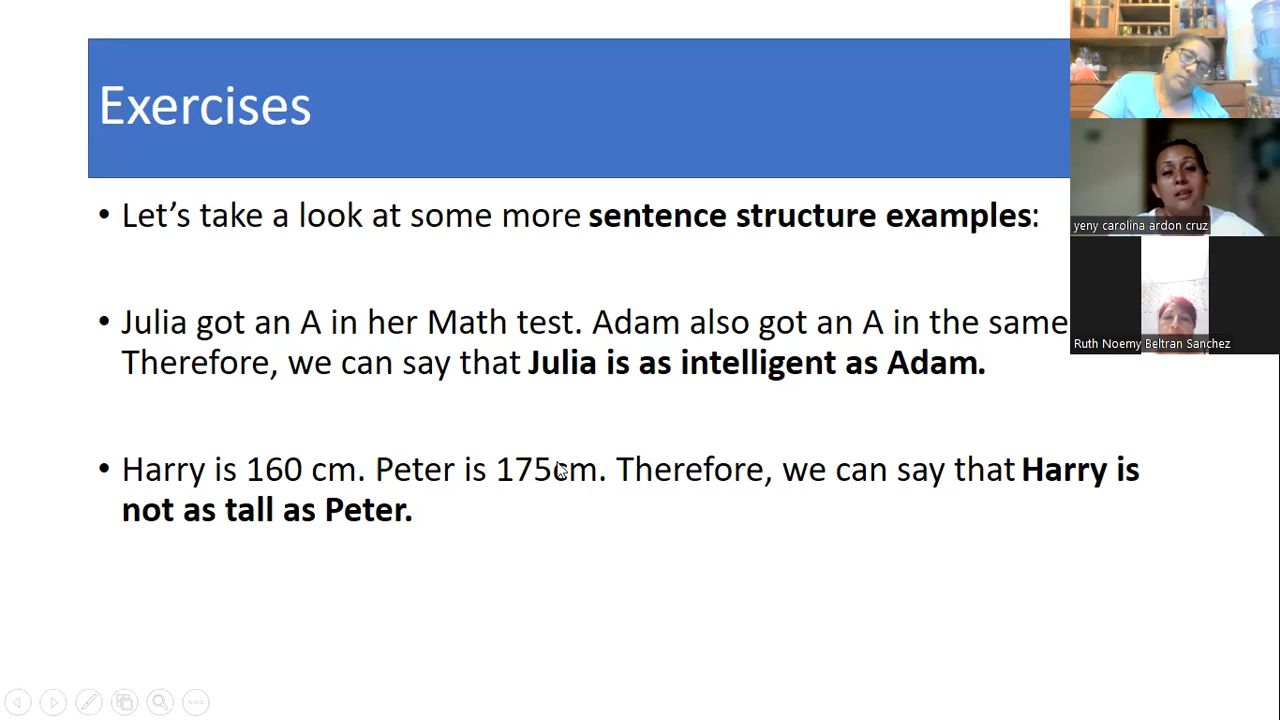 Exercises
• Let’s take a look at some more sentence structure examples:
• Julia got an A in her Math test. Adam also got an A in the same
Therefore, we can say that Julia is as intelligent as Adam.
• Harry is 160 cm. Peter is 175cm. Therefore, we can say that Harry is
not as tall as Peter.
yeny carolina ardon cruz
Ruth Noemy Beltran Sanchez